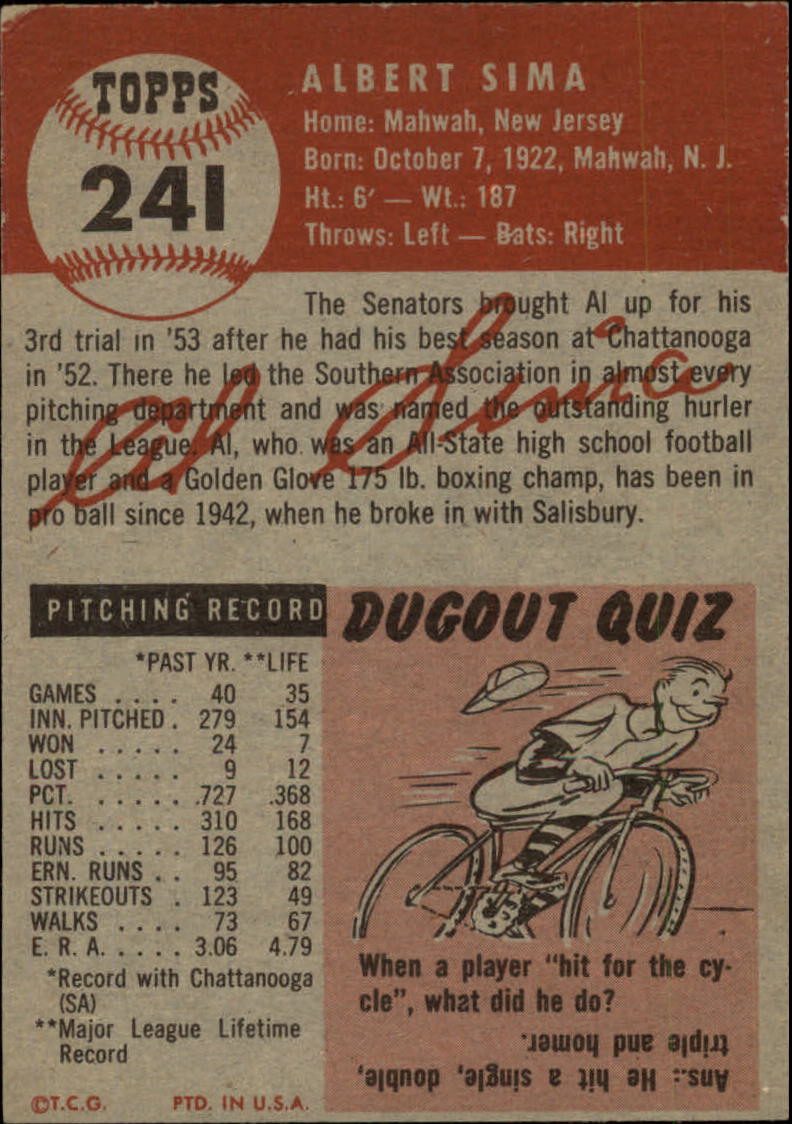 TOPPS
241
ALBERT SIMA
Home: Mahwah, New Jersey
Born: October 7, 1922, Mahwah, N. J.
Ht.: 6′ — Wt.: 187
Throws: Left — Bats: Right
The Senators brought Al up for his
3rd trial in '53 after he had his best season at Chattanooga
in '52. There he led the Southern Association in almost every
pitching department and was named the outstanding hurler
in the League. Al, who was an All-State high school football
player and a Golden Glove 175 lb. boxing champ, has been in
pro ball since 1942, when he broke in with Salisbury.
Al Sima
PITCHING RECORD
*PAST YR. **LIFE
GAMES . . . . 40 35
INN. PITCHED . 279 154
WON . . . . . 24 7
LOST . . . . . 9 12
PCT. . . . . . .727 .368
HITS . . . . . 310 168
RUNS . . . . . 126 100
ERN. RUNS . . 95 82
STRIKEOUTS . 123 49
WALKS . . . . 73 67
E. R. A. . . . . 3.06 4.79
*Record with Chattanooga
(SA)
**Major League Lifetime
Record
DUGOUT QUIZ
When a player "hit for the cy-
cle", what did he do?
Ans.: He hit a single, double,
triple and homer.
©T.C.G. PTD. IN U.S.A.